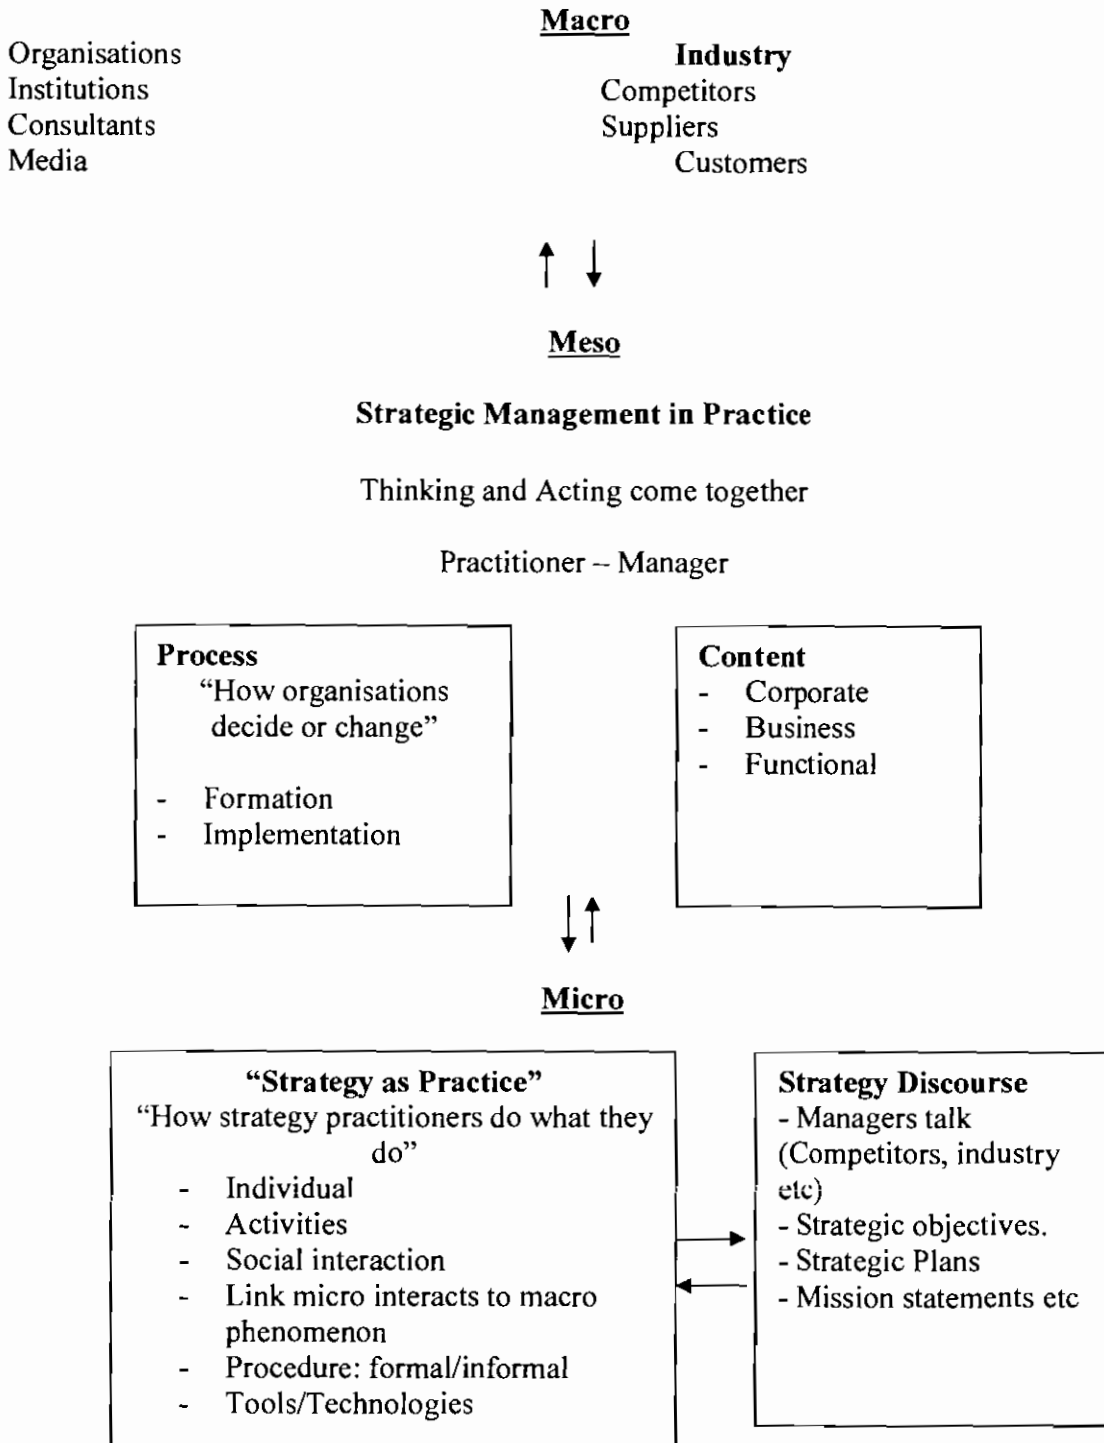 Macro
Organisations
Institutions
Consultants
Media
Industry
Competitors
Suppliers
Customers
Meso
Strategic Management in Practice
Thinking and Acting come together
Practitioner – Manager
Process
“How organisations
decide or change”
- Formation
- Implementation
Content
- Corporate
- Business
- Functional
Micro
“Strategy as Practice”
“How strategy practitioners do what they
do”
- Individual
- Activities
- Social interaction
- Link micro interacts to macro
phenomenon
- Procedure: formal/informal
- Tools/Technologies
Strategy Discourse
- Managers talk
(Competitors, industry
etc)
- Strategic objectives.
- Strategic Plans
- Mission statements etc